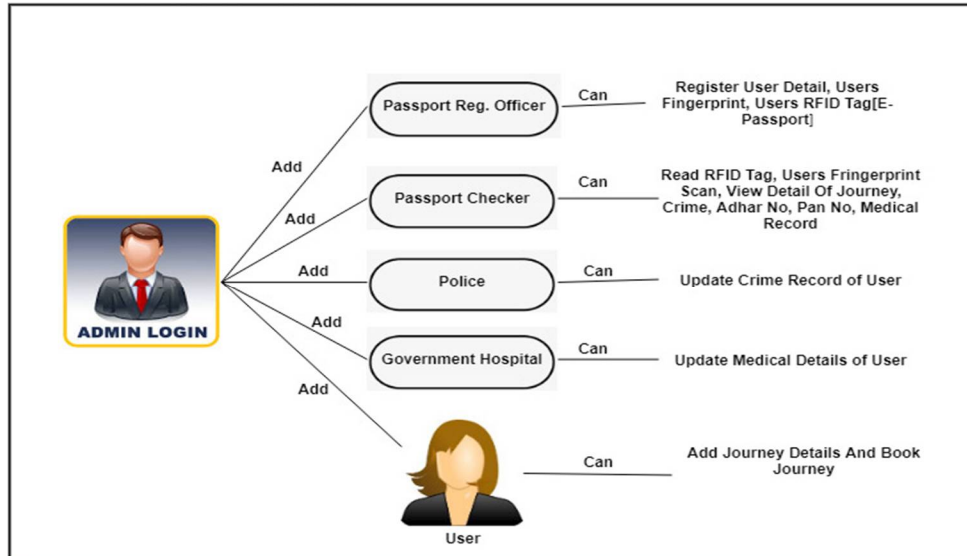 Passport Reg. Officer
Can
Register User Detail, Users
Fingerprint, Users RFID Tag[E-
Passport]
Add
Passport Checker
Can
Read RFID Tag, Users Fringerprint
Scan, View Detail Of Journey,
Crime, Adhar No, Pan No, Medical
Record
Add
ADMIN LOGIN
Add
Police
Can
Update Crime Record of User
Add
Government Hospital
Can
Update Medical Details of User
Add
User
Can
Add Journey Details And Book
Journey